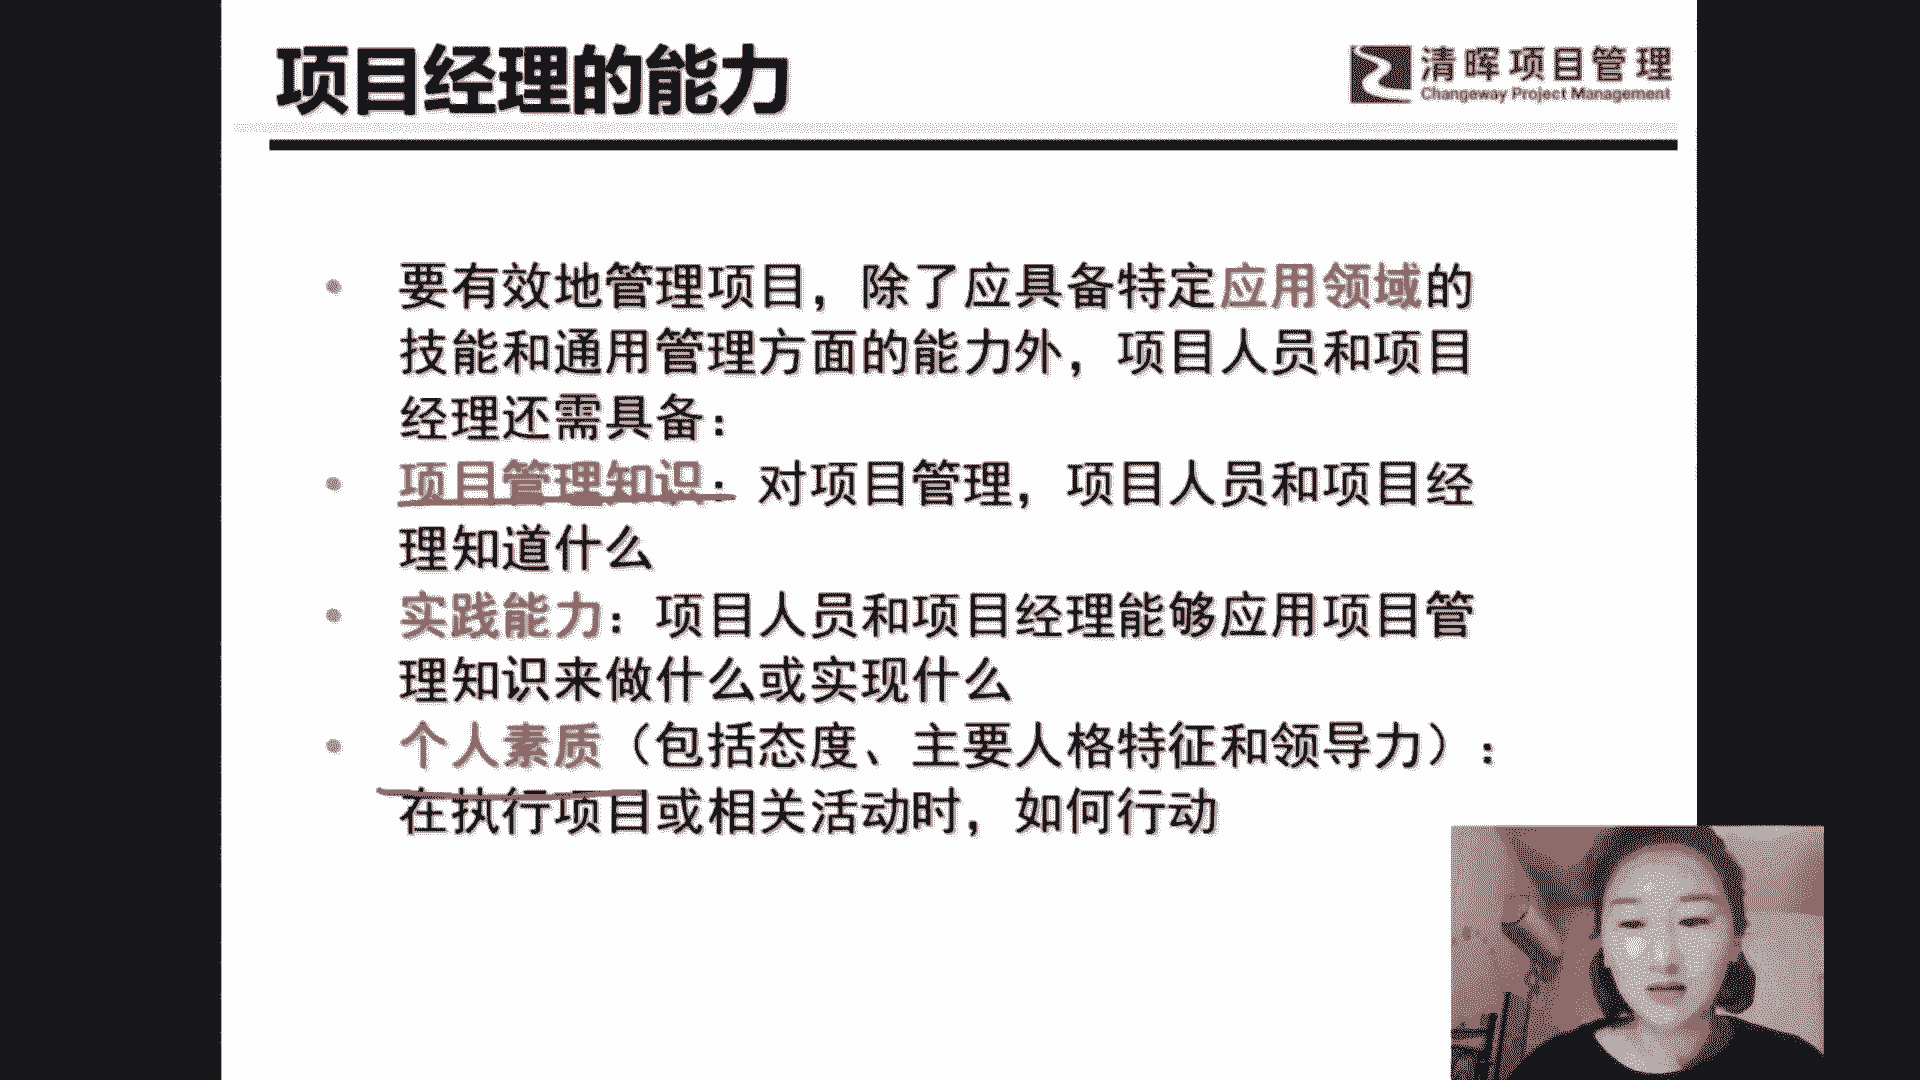 项目经理的能力
清晖项目管理
Changeway Project Management
要有效地管理项目，除了应具备特定应用领域的
技能和通用管理方面的能力外，项目人员和项目
经理还需具备：
项目管理知识：对项目管理，项目人员和项目经
理知道什么
实践能力：项目人员和项目经理能够应用项目管
理知识来做什么或实现什么
个人素质（包括态度、主要人格特征和领导力）：
在执行项目或相关活动时，如何行动